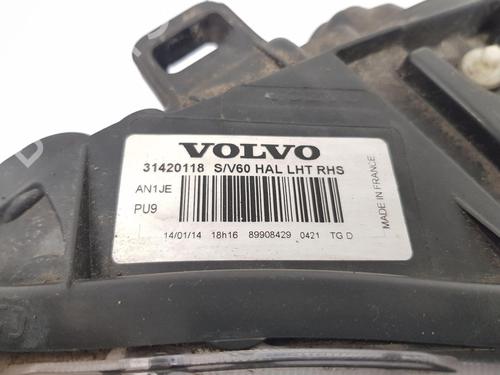 VOLVO
31420118 S/V60 HAL LHT RHS
AN1JE
PU9
14/01/14 18h16 89908429 0421 TG D
MADE IN FRANCE